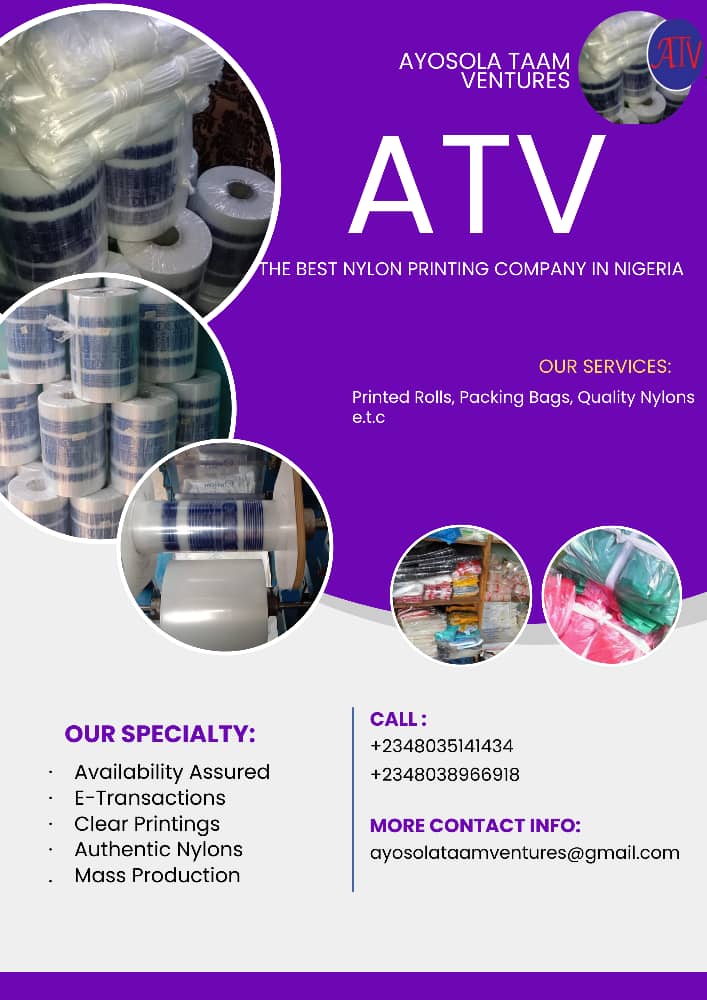 AYOSOLA TAAM
VENTURES
ATV
ATV
THE BEST NYLON PRINTING COMPANY IN NIGERIA
OUR SERVICES:
Printed Rolls, Packing Bags, Quality Nylons
e.t.c
OUR SPECIALTY:
· Availability Assured
· E-Transactions
· Clear Printings
· Authentic Nylons
. Mass Production
CALL :
+2348035141434
+2348038966918
MORE CONTACT INFO:
ayosolataamventures@gmail.com